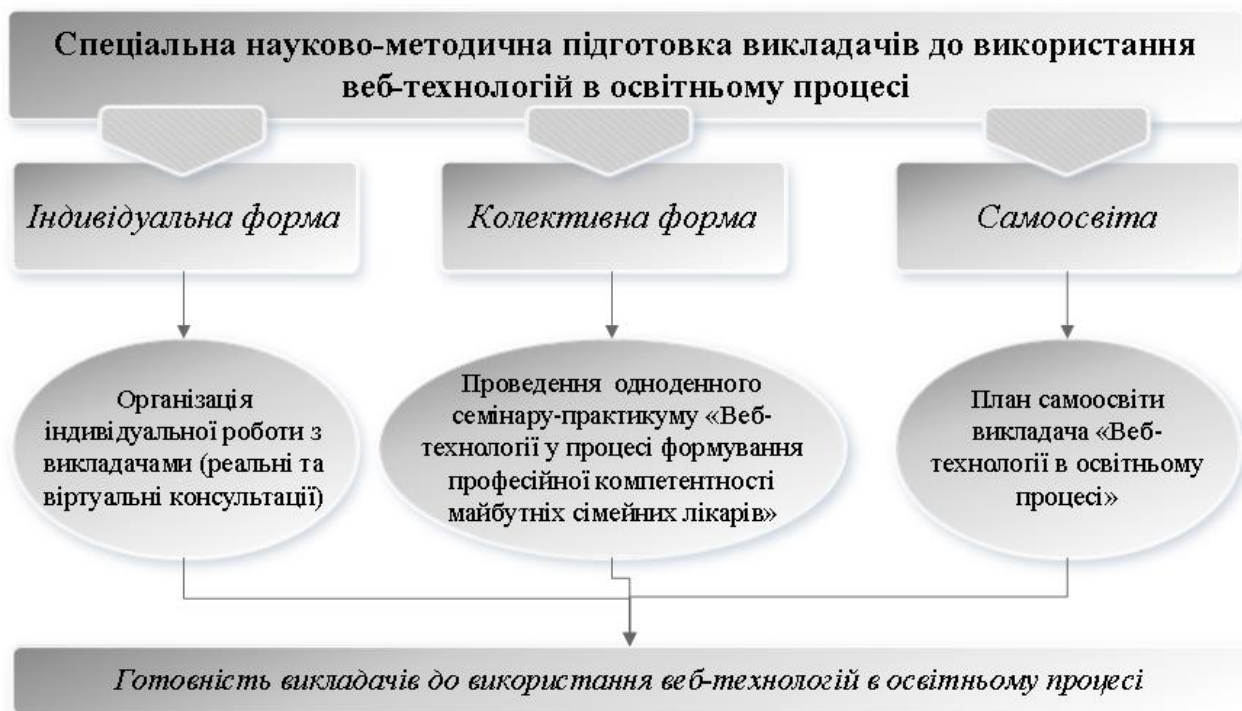 Спеціальна науково-методична підготовка викладачів до використання
веб-технологій в освітньому процесі
Індивідуальна форма
Колективна форма
Самоосвіта
Організація
індивідуальної роботи з
викладачами (реальні та
віртуальні консультації)
Проведення одноденного
семінару-практикуму «Веб-
технології у процесі формування
професійної компетентності
майбутніх сімейних лікарів»
План самоосвіти
викладача «Веб-
технології в освітньому
процесі»
Готовність викладачів до використання веб-технологій в освітньому процесі